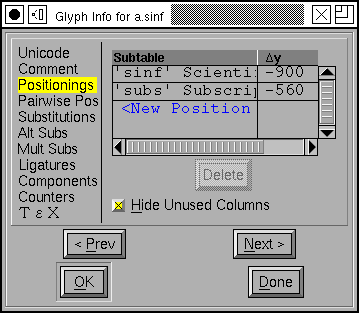 Glyph Info for a.sinf
Unicode
Comment
Positionings
Pairwise Pos
Substitutions
Alt Subs
Mult Subs
Ligatures
Components
Counters
Τ ε Χ
Subtable Δy
'sinf' Scientif -900
'subs' Subscrip -560
<New Position
Delete
Hide Unused Columns
< Prev
Next >
OK
Done